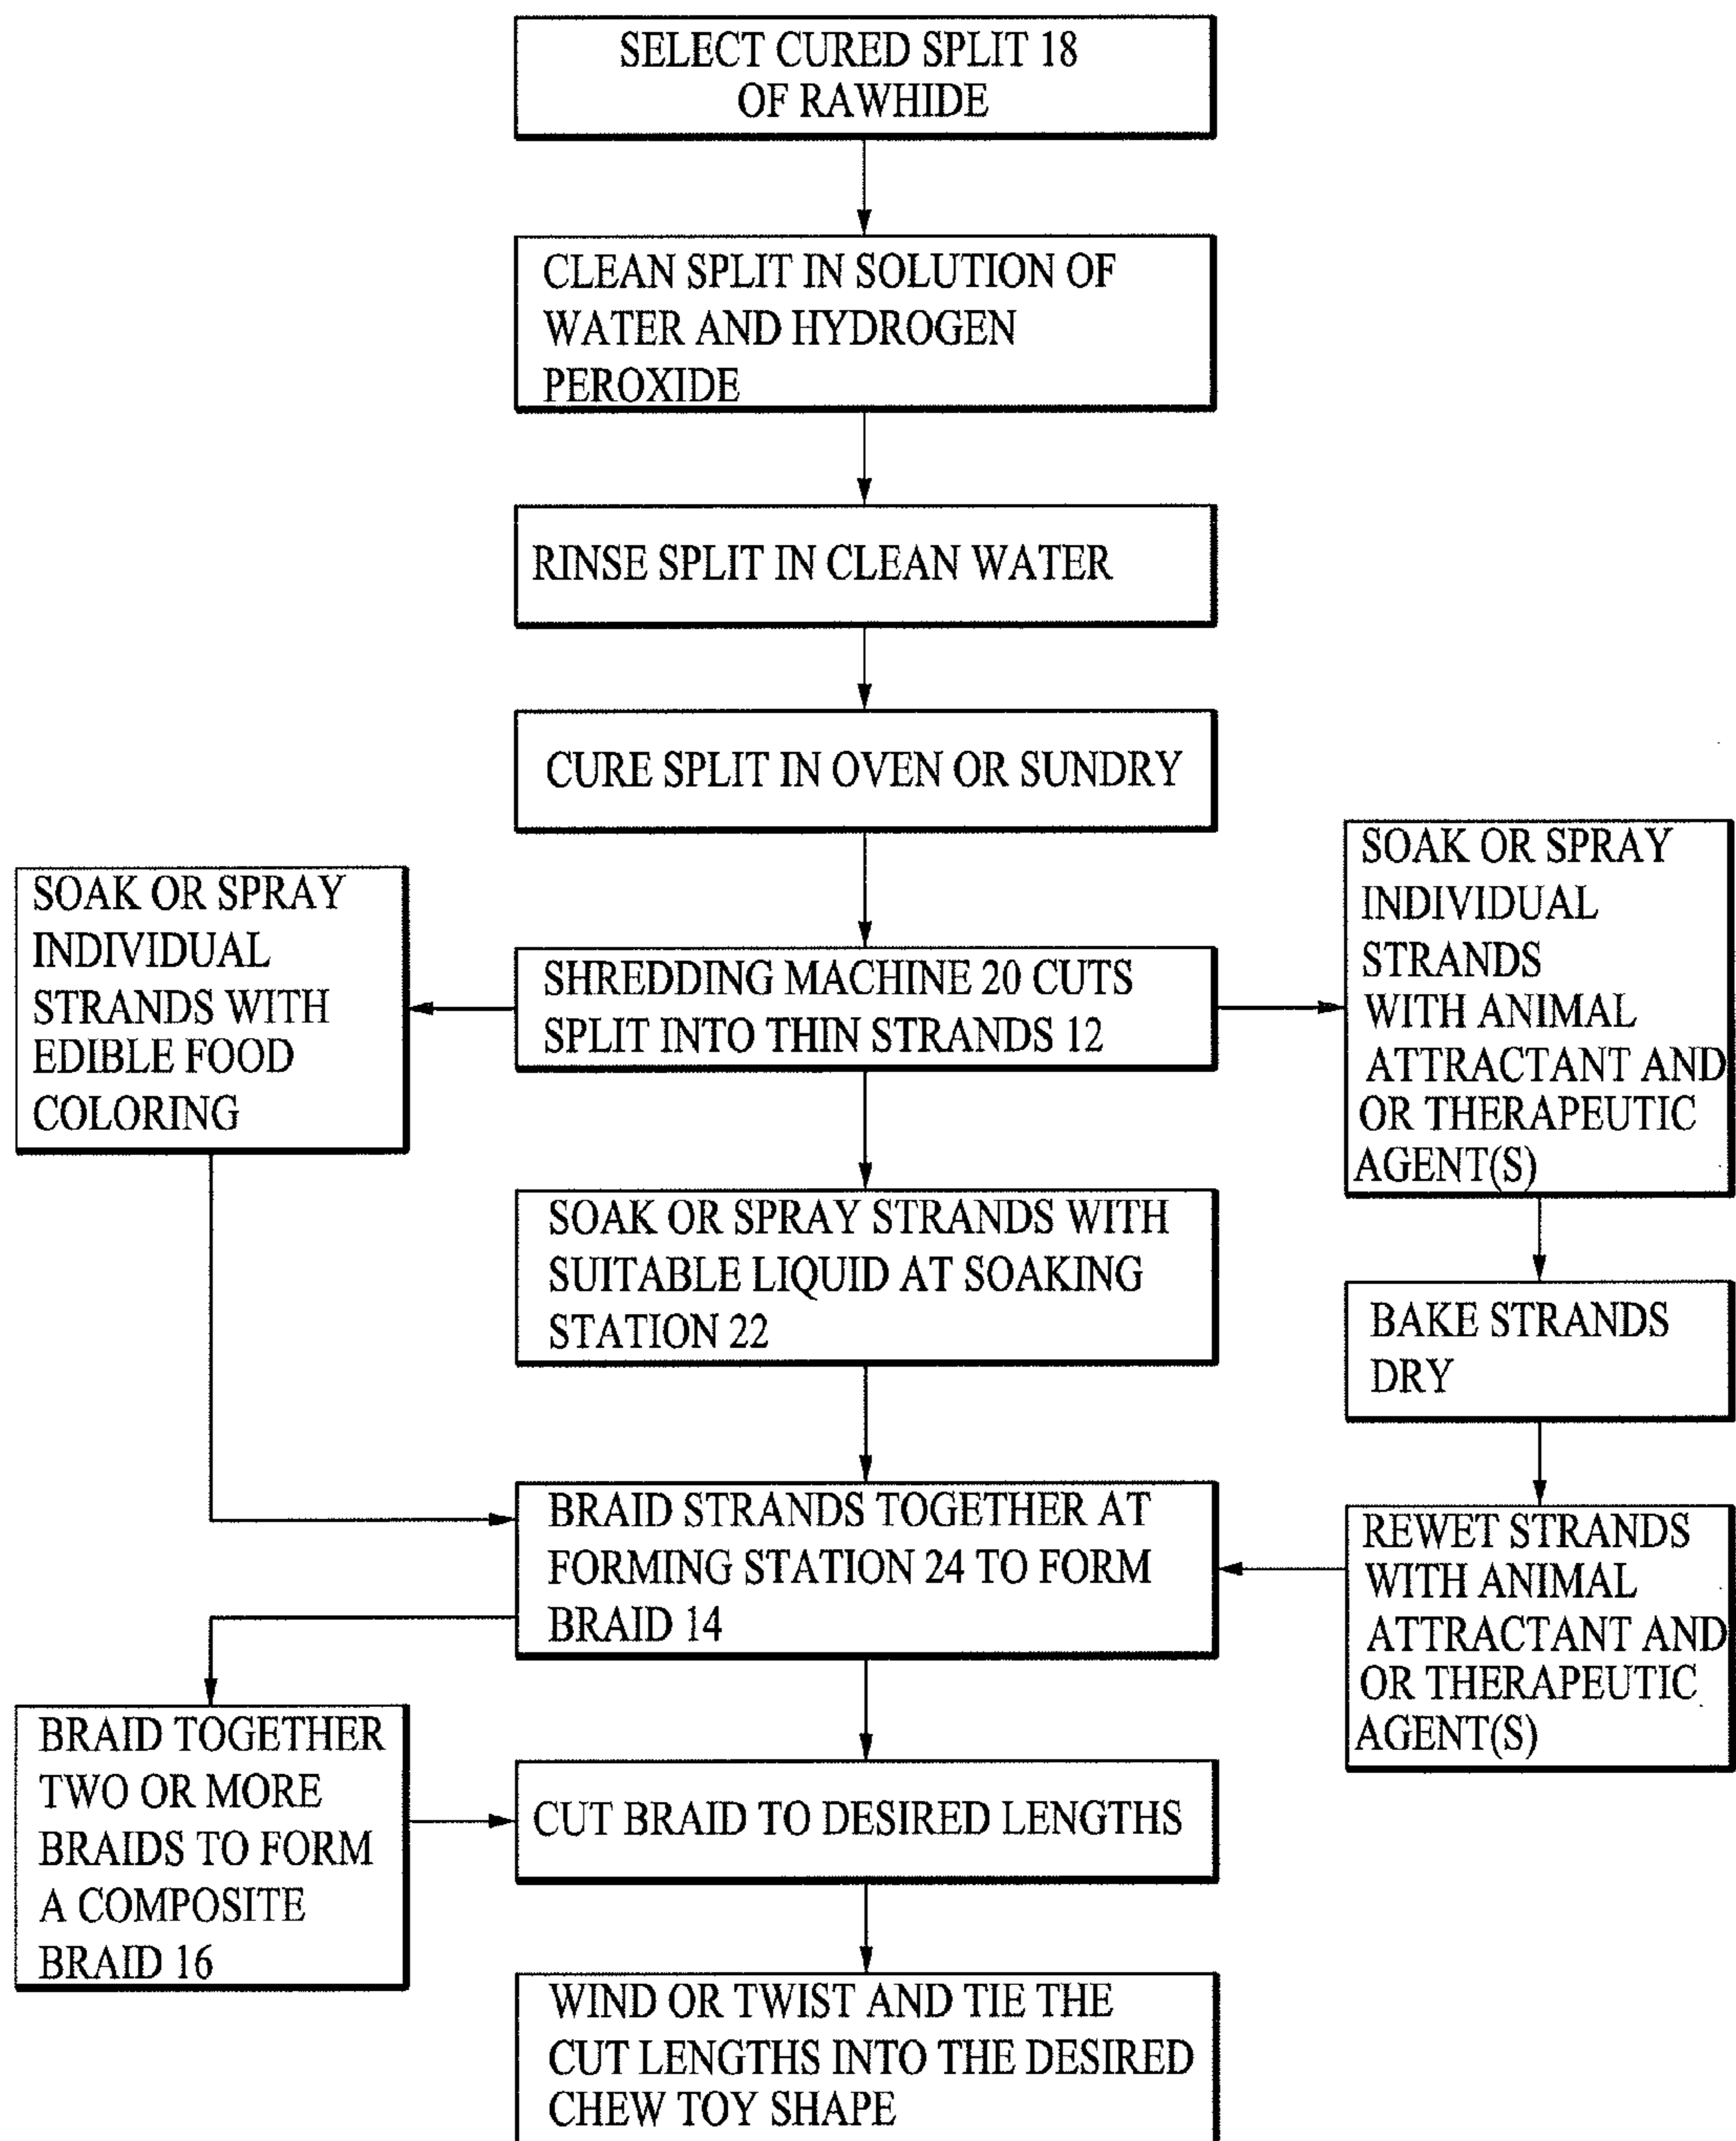 SELECT CURED SPLIT 18
OF RAWHIDE
CLEAN SPLIT IN SOLUTION OF
WATER AND HYDROGEN
PEROXIDE
RINSE SPLIT IN CLEAN WATER
CURE SPLIT IN OVEN OR SUNDRY
SOAK OR SPRAY
INDIVIDUAL
STRANDS WITH
EDIBLE FOOD
COLORING
SHREDDING MACHINE 20 CUTS
SPLIT INTO THIN STRANDS 12
SOAK OR SPRAY
INDIVIDUAL
STRANDS
WITH ANIMAL
ATTRACTANT AND
OR THERAPEUTIC
AGENT(S)
SOAK OR SPRAY STRANDS WITH
SUITABLE LIQUID AT SOAKING
STATION 22
BAKE STRANDS
DRY
BRAID STRANDS TOGETHER AT
FORMING STATION 24 TO FORM
BRAID 14
REWET STRANDS
WITH ANIMAL
ATTRACTANT AND
OR THERAPEUTIC
AGENT(S)
BRAID TOGETHER
TWO OR MORE
BRAIDS TO FORM
A COMPOSITE
BRAID 16
CUT BRAID TO DESIRED LENGTHS
WIND OR TWIST AND TIE THE
CUT LENGTHS INTO THE DESIRED
CHEW TOY SHAPE